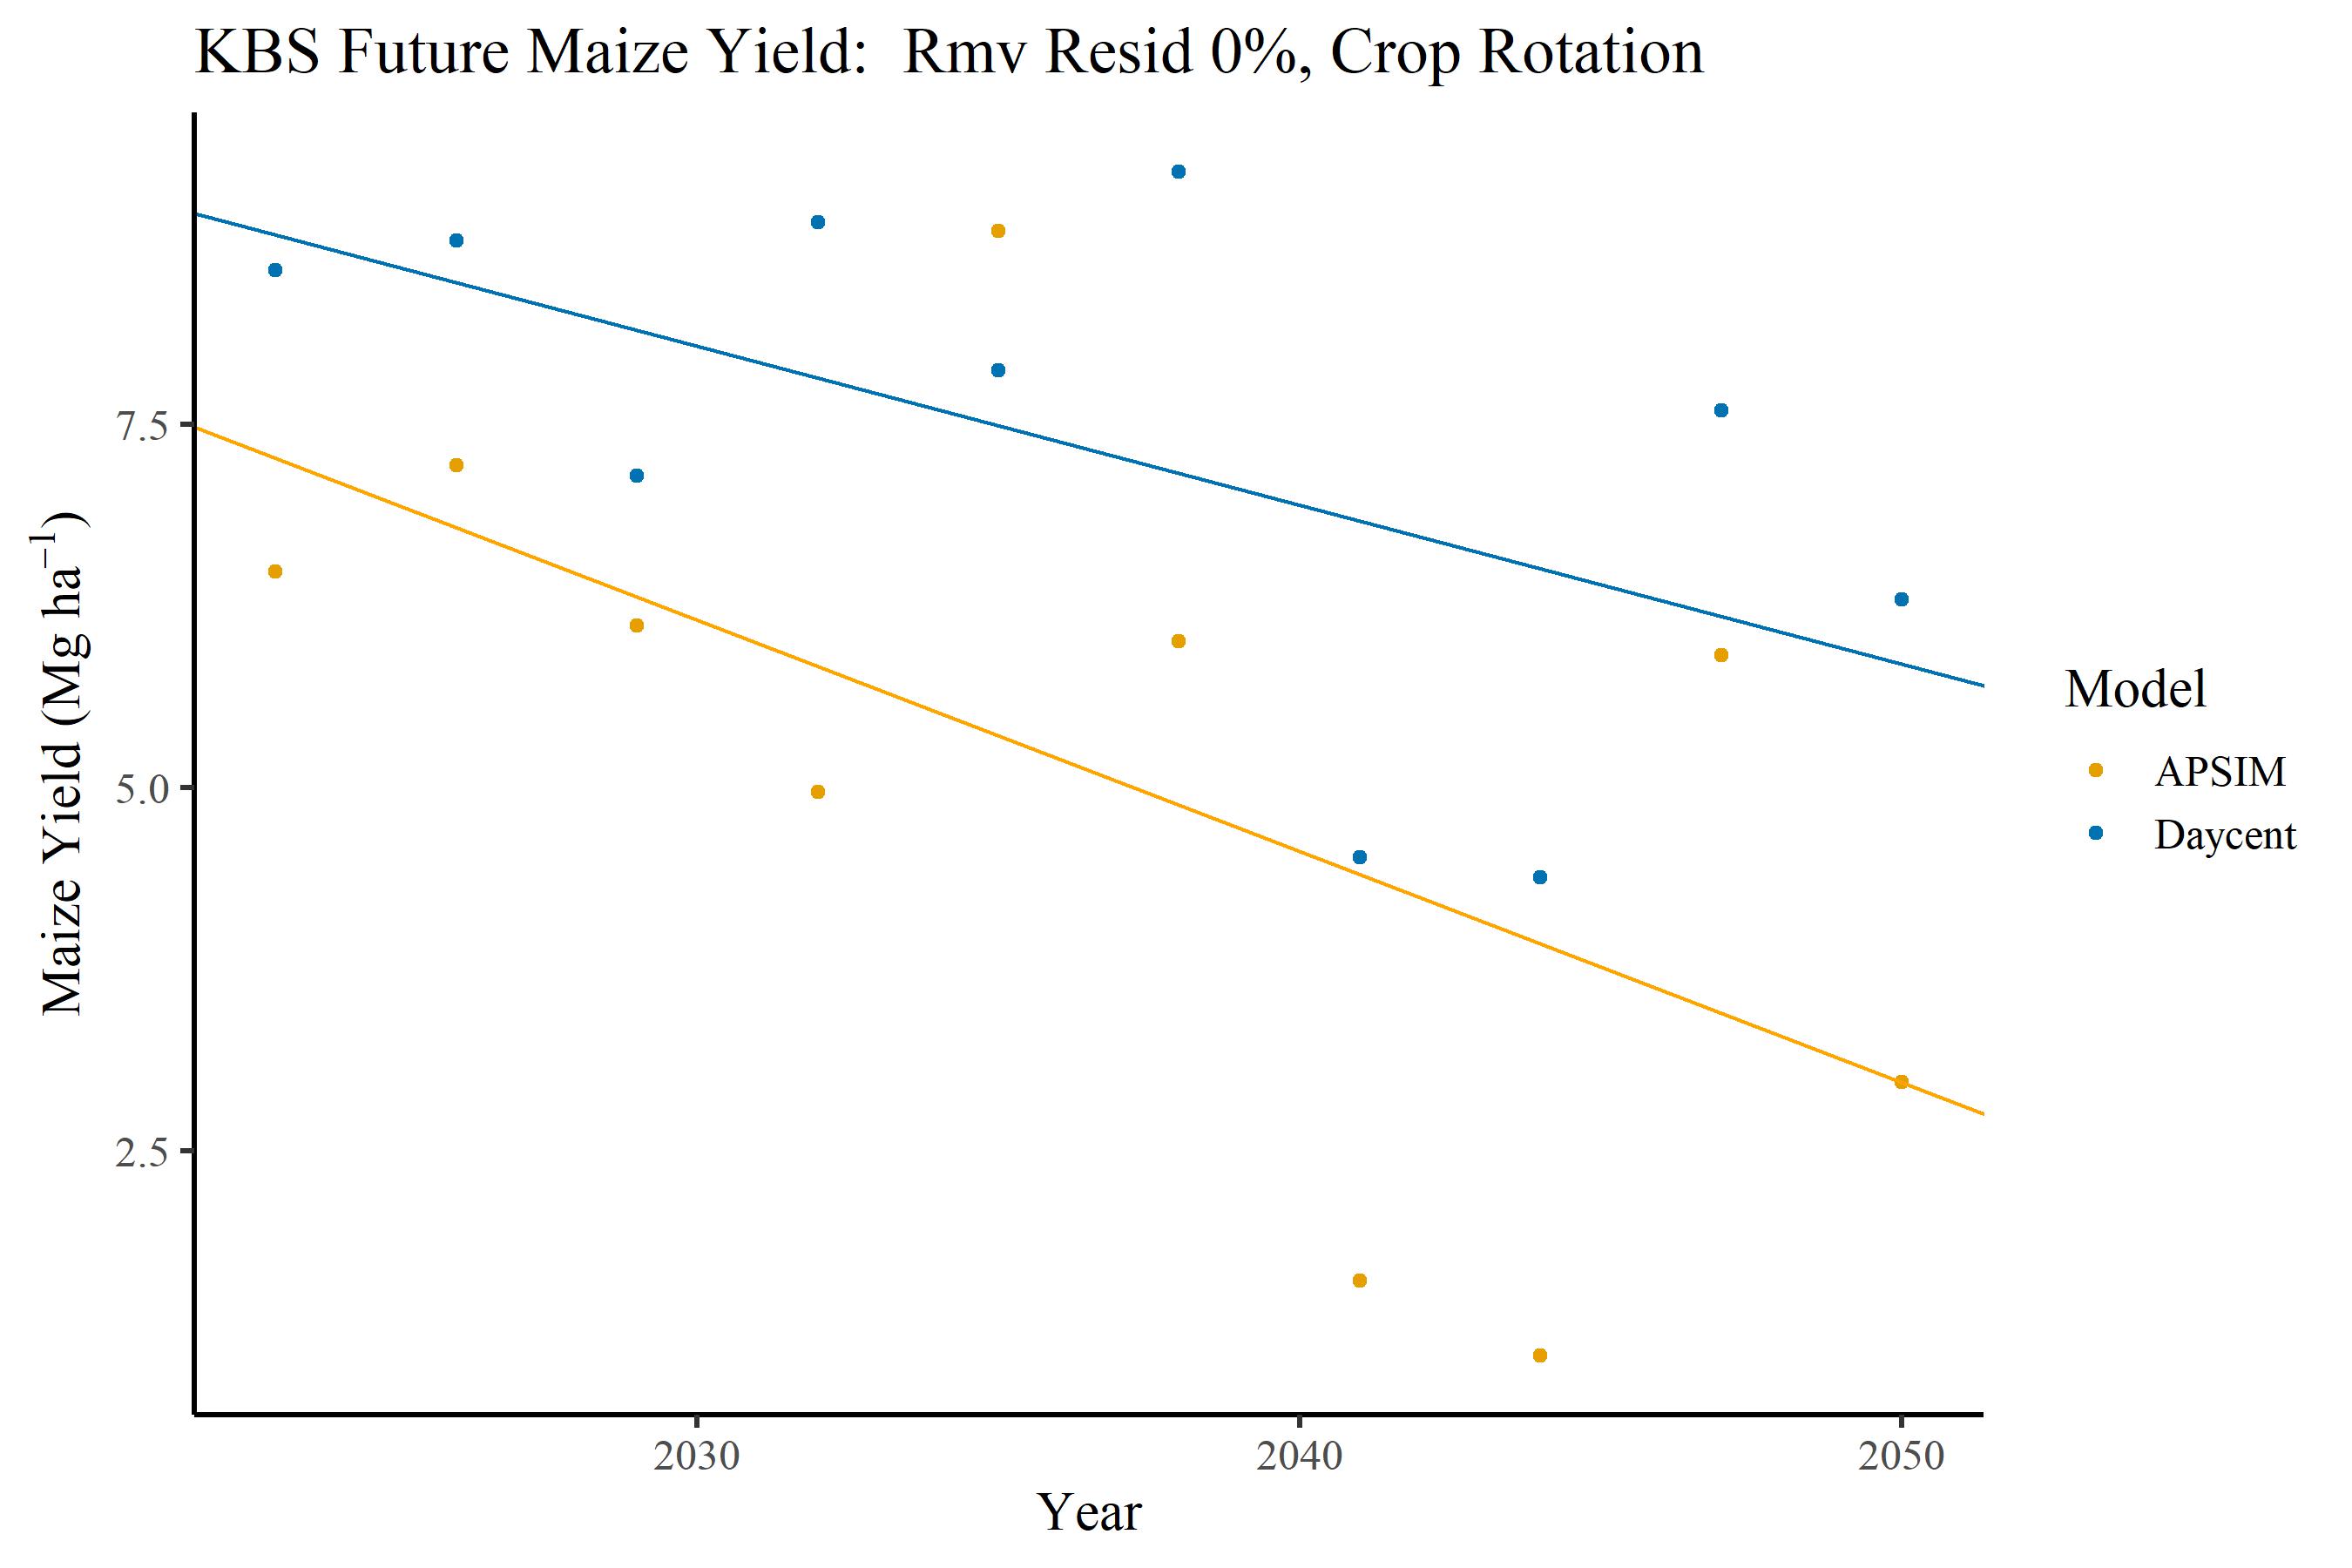 KBS Future Maize Yield:  Rmv Resid 0%, Crop Rotation
Maize Yield (Mg ha⁻¹)
7.5
5.0
2.5
2030
2040
2050
Year
Model
APSIM
Daycent